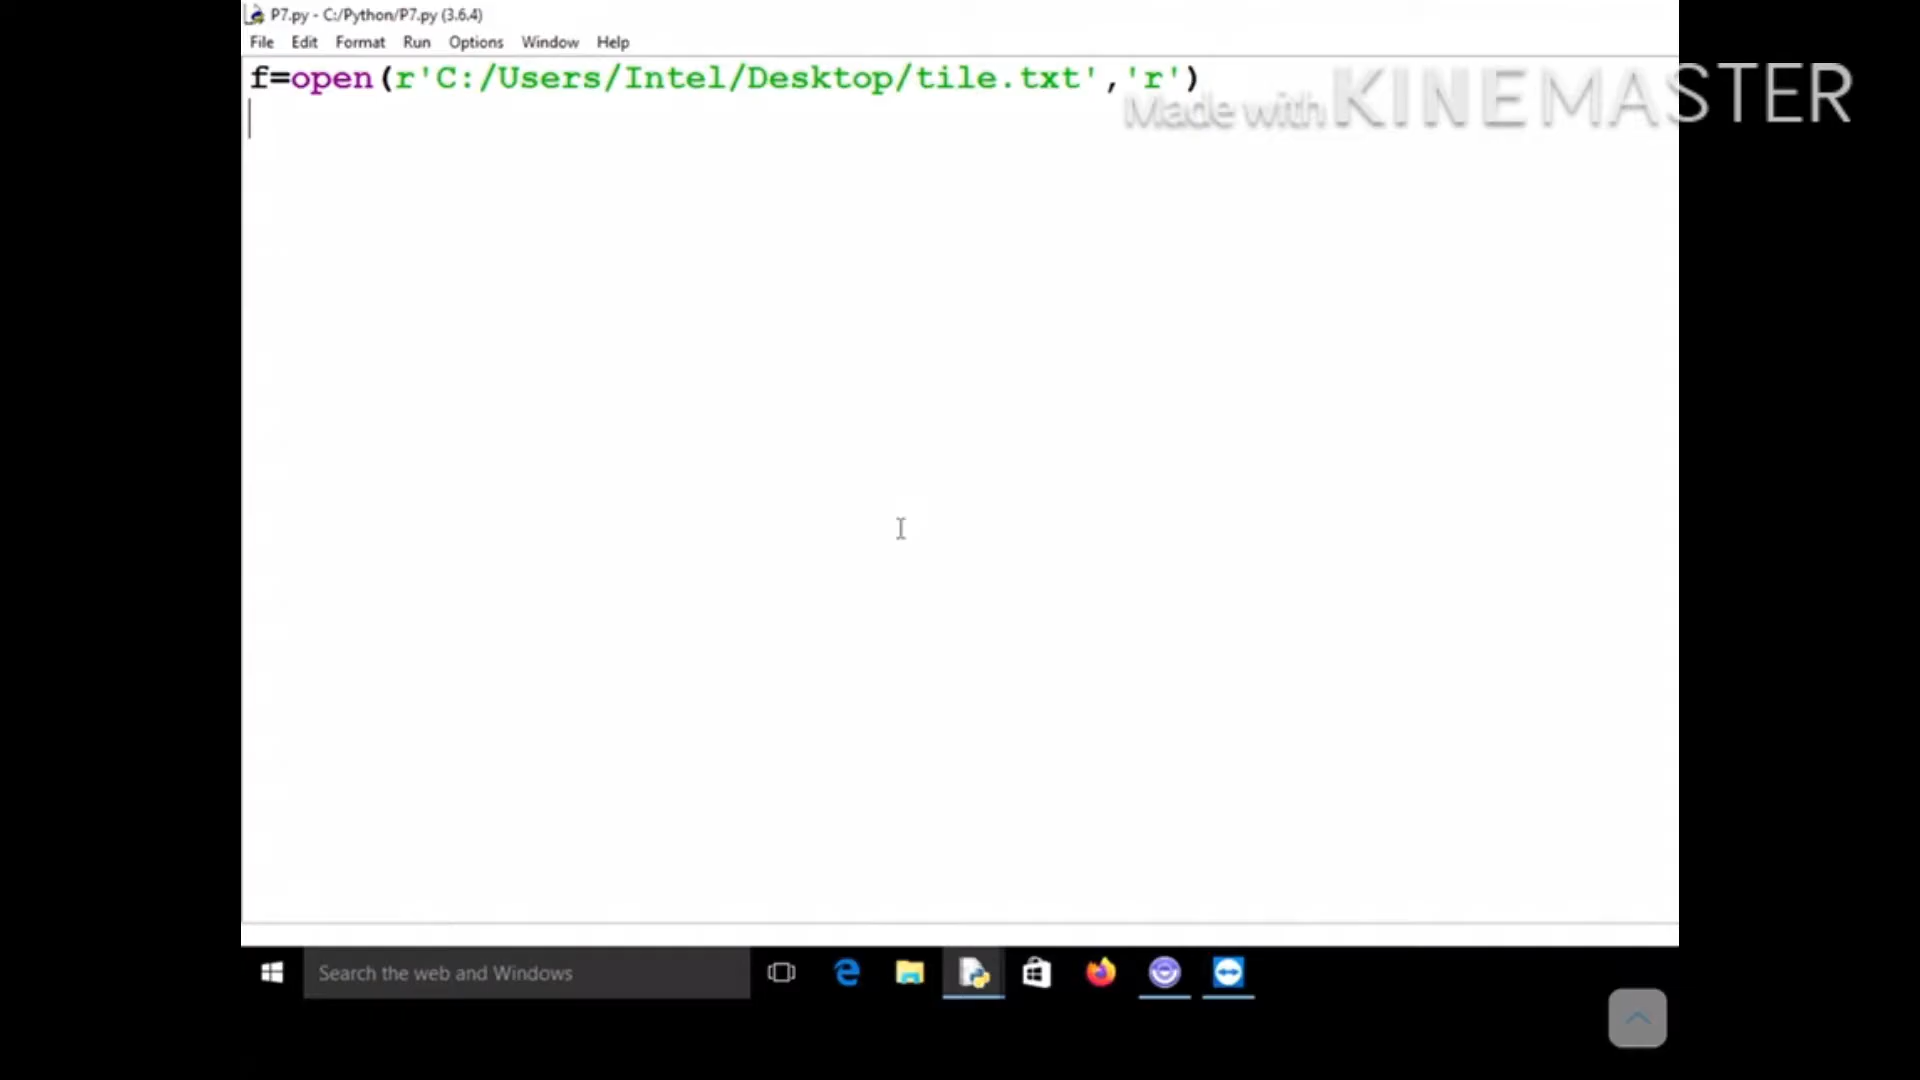 P7.py - C:/Python/P7.py (3.6.4)
File Edit Format Run Options Window Help
f=open(r'C:/Users/Intel/Desktop/tile.txt','r')
Made with KINEMASTER
Search the web and Windows